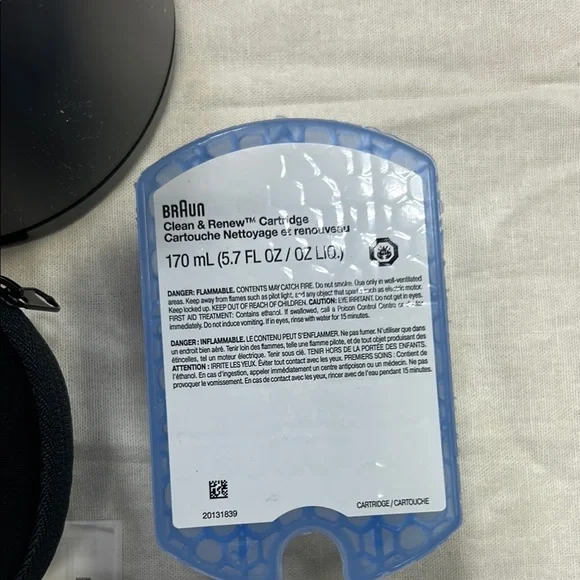 BRAUN
Clean & Renew™ Cartridge
Cartouche Nettoyage et renouveau
170 mL (5.7 FL OZ / OZ LIQ.)
DANGER: FLAMMABLE. CONTENTS MAY CATCH FIRE. Do not smoke. Use only in well-ventilated
areas. Keep away from flames such as pilot light, and any object that sparks such as electric motor.
Keep locked up. KEEP OUT OF REACH OF CHILDREN. CAUTION: EYE IRRITANT. Do not get in eyes.
FIRST AID TREATMENT: Contains ethanol. If swallowed, call a Poison Control Centre or
immediately. Do not induce vomiting. If in eyes, rinse with water for 15 minutes.
DANGER : INFLAMMABLE. LE CONTENU PEUT S'ENFLAMMER. Ne pas fumer. N'utiliser que dans
un endroit bien aéré. Tenir loin des flammes, telle une flamme pilote, et de tout objet produisant des
étincelles, tel un moteur électrique. Tenir sous clé. TENIR HORS DE LA PORTÉE DES ENFANTS.
ATTENTION : IRRITE LES YEUX. Éviter tout contact avec les yeux. PREMIERS SOINS : Contient de
l'éthanol. En cas d'ingestion, appeler immédiatement un centre antipoison ou un médecin. Ne pas
provoquer le vomissement. En cas de contact avec les yeux, rincer avec de l'eau pendant 15 minutes.
20131839
CARTRIDGE / CARTOUCHE